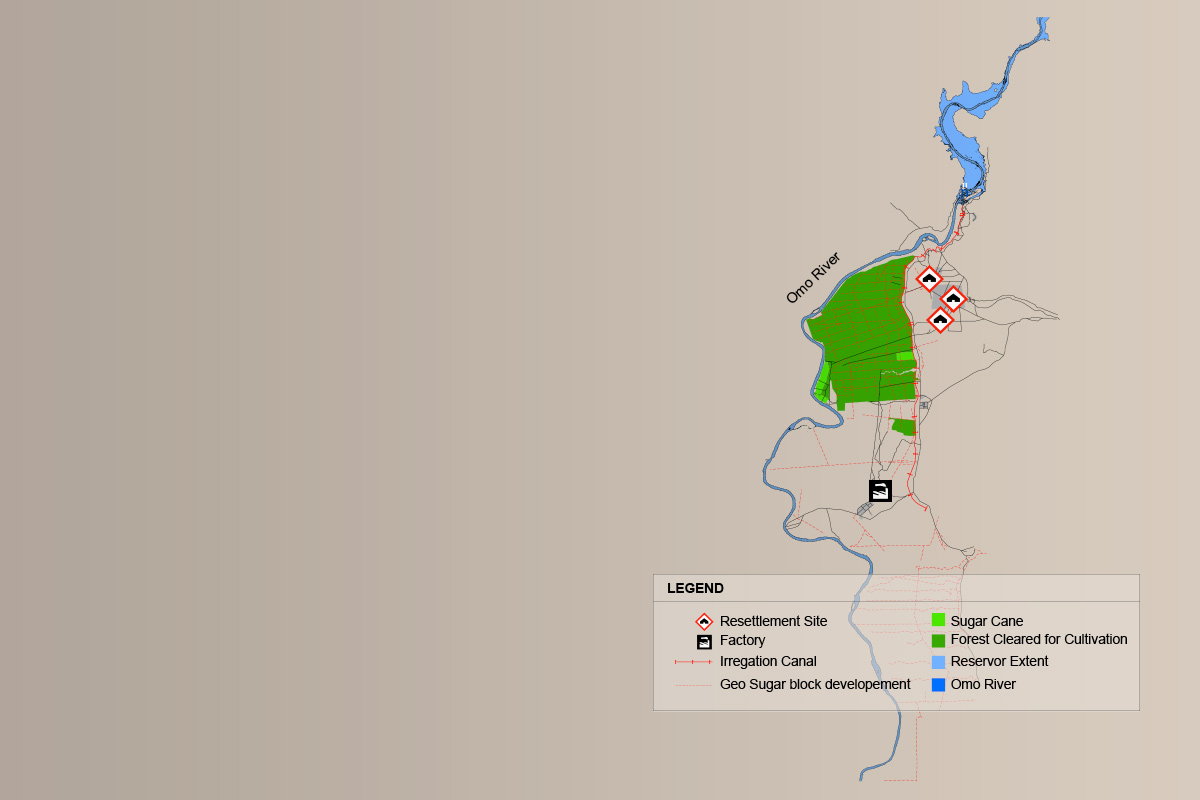 Omo River
LEGEND
Resettlement Site
Factory
Irregation Canal
Geo Sugar block developement
Sugar Cane
Forest Cleared for Cultivation
Reservor Extent
Omo River